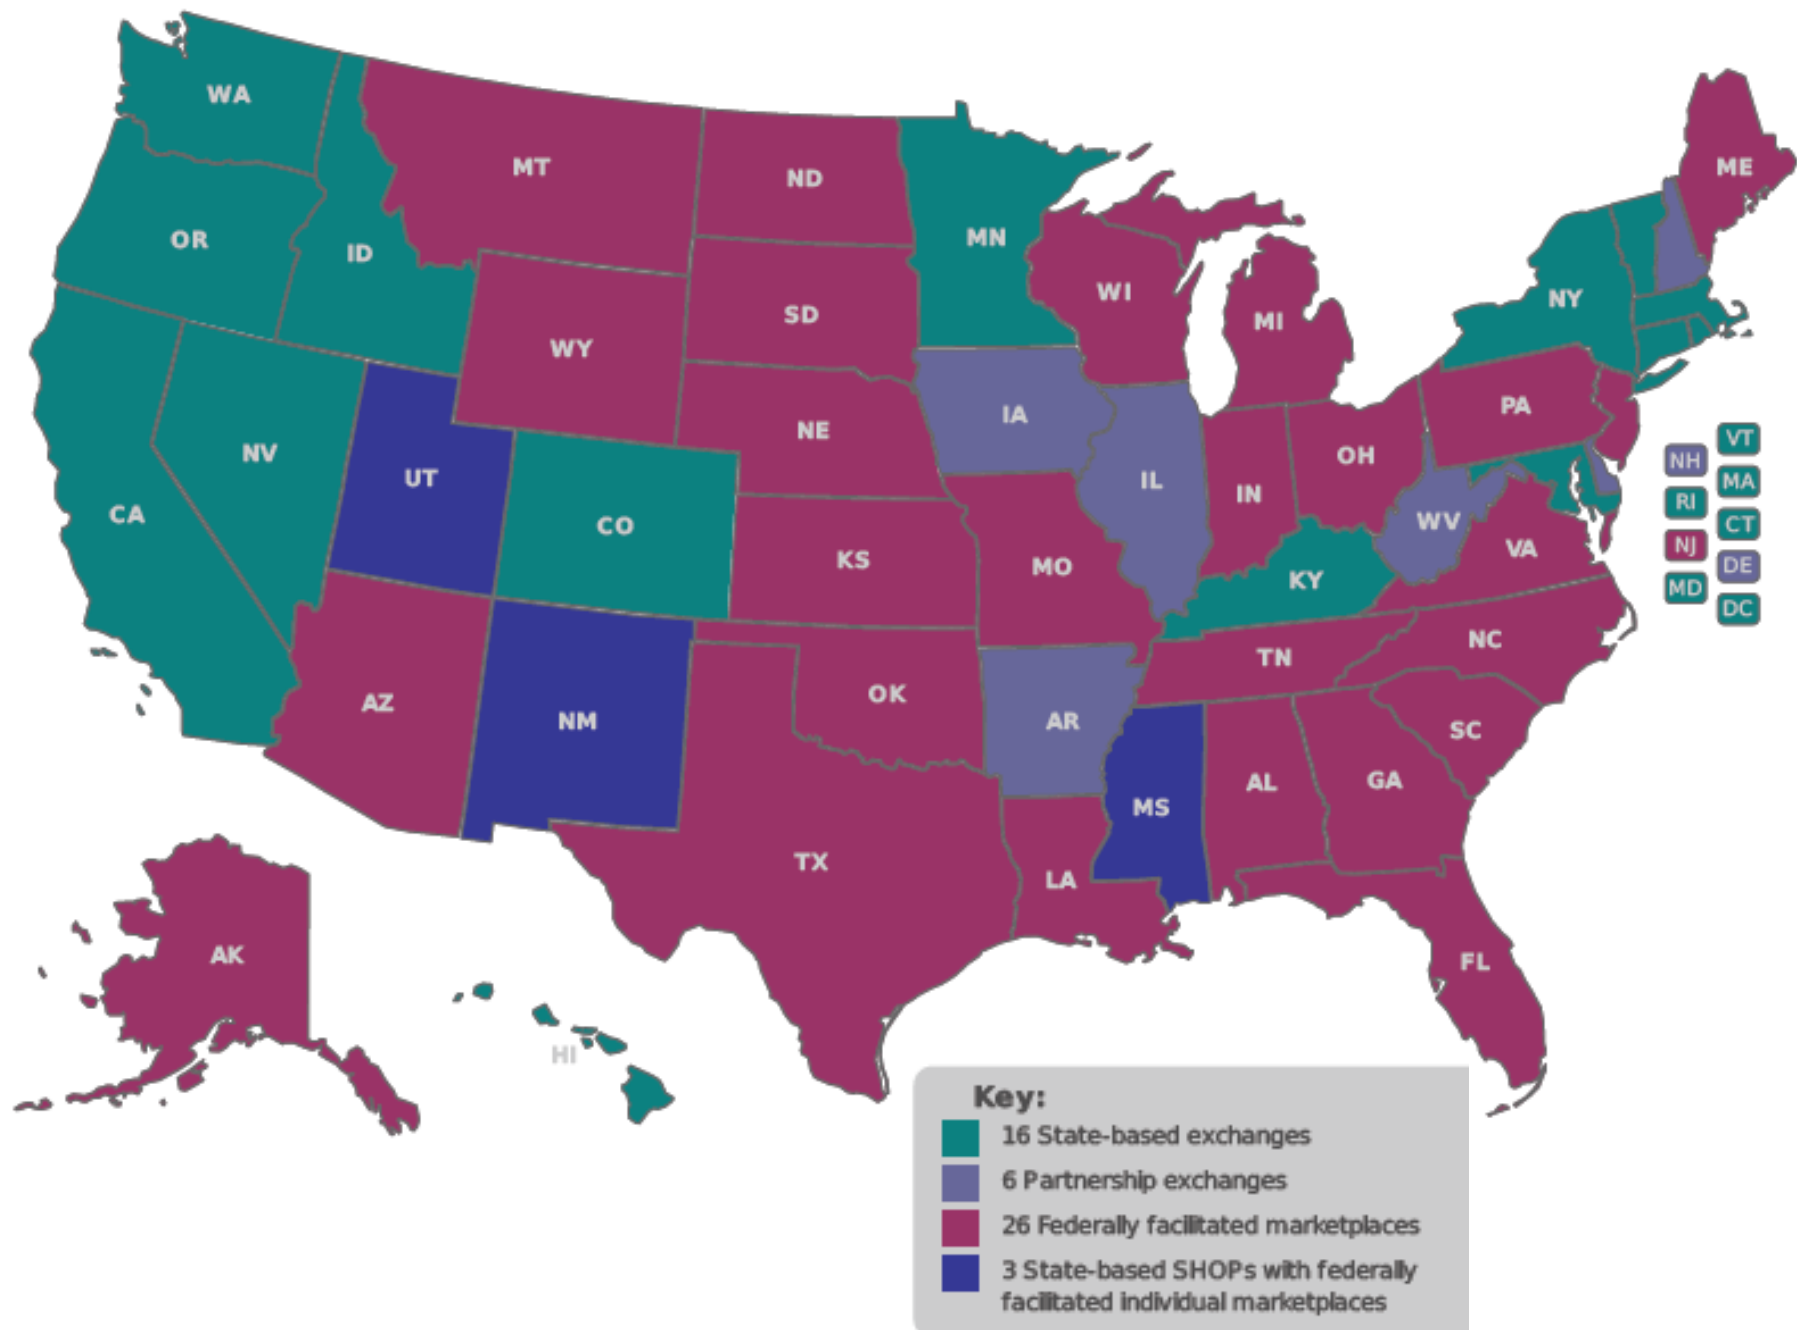 WA
MT
ND
ME
OR
ID
MN
NY
WI
SD
MI
WY
PA
IA
NE
VT
NV
OH
NH
UT
IL
IN
MA
RI
CA
CO
WV
CT
VA
NJ
KS
MO
DE
KY
MD
DC
NC
TN
AZ
OK
NM
AR
SC
AL
GA
MS
TX
LA
AK
FL
HI
Key:
16 State-based exchanges
6 Partnership exchanges
26 Federally facilitated marketplaces
3 State-based SHOPs with federally
facilitated individual marketplaces